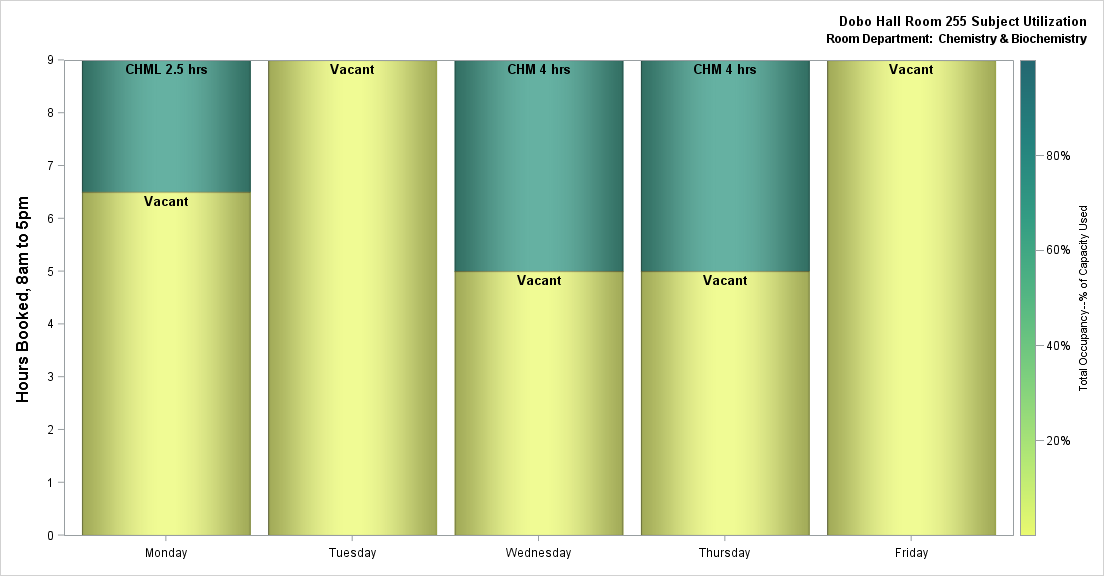 Dobo Hall Room 255 Subject Utilization
Room Department: Chemistry & Biochemistry
Hours Booked, 8am to 5pm
9
8
7
6
5
4
3
2
1
0
CHML 2.5 hrs
Vacant
Vacant
CHM 4 hrs
Vacant
CHM 4 hrs
Vacant
Vacant
Monday
Tuesday
Wednesday
Thursday
Friday
80%
60%
40%
20%
Total Occupancy--% of Capacity Used